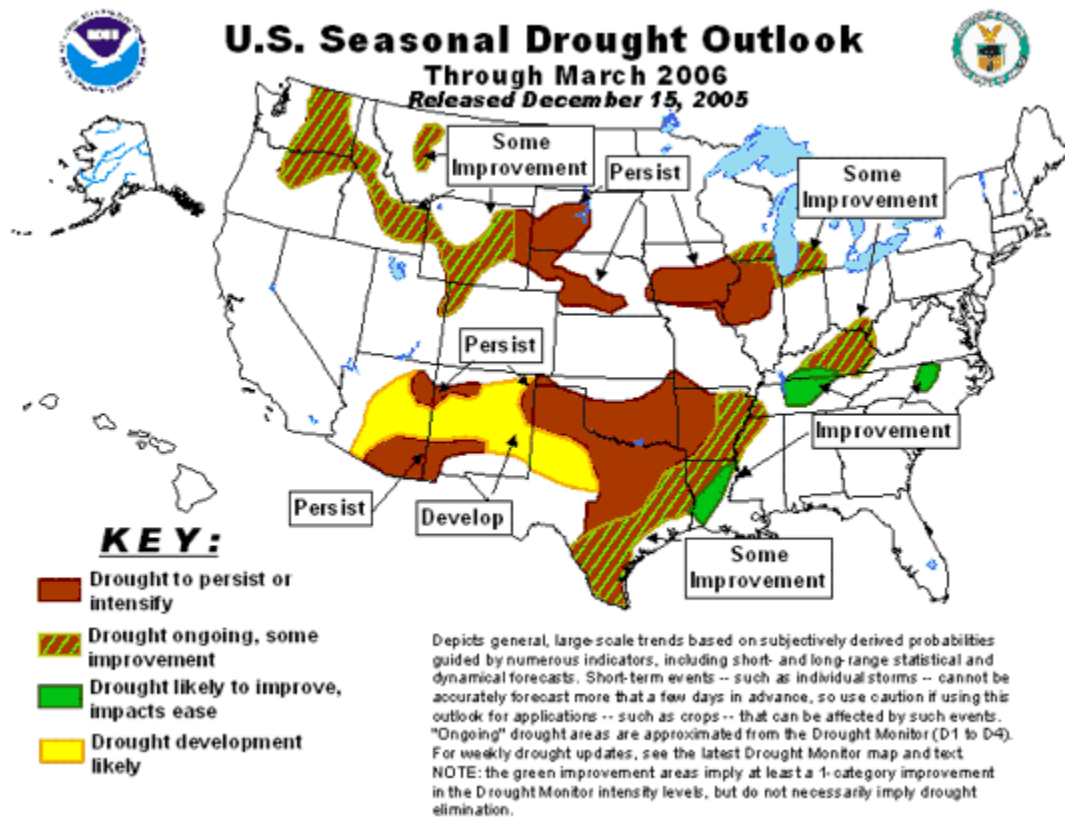 U.S. Seasonal Drought Outlook
Through March 2006
Released December 15, 2005
Some
Improvement
Persist
Some
Improvement
Persist
Improvement
Persist
Develop
Some
Improvement
KEY:
Drought to persist or
intensify
Drought ongoing, some
improvement
Drought likely to improve,
impacts ease
Drought development
likely
Depicts general, large-scale trends based on subjectively derived probabilities
guided by numerous indicators, including short- and long-range statistical and
dynamical forecasts. Short-term events -- such as individual storms -- cannot be
accurately forecast more that a few days in advance, so use caution if using this
outlook for applications -- such as crops -- that can be affected by such events.
"Ongoing" drought areas are approximated from the Drought Monitor (D1 to D4).
For weekly drought updates, see the latest Drought Monitor map and text.
NOTE: the green improvement areas imply at least a 1-category improvement
in the Drought Monitor intensity levels, but do not necessarily imply drought
elimination.